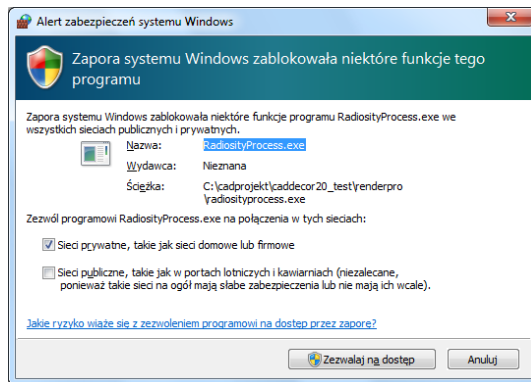 Alert zabezpieczeń systemu Windows
Zapora systemu Windows zablokowała niektóre funkcje tego
programu
Zapora systemu Windows zablokowała niektóre funkcje programu RadiosityProcess.exe we
wszystkich sieciach publicznych i prywatnych.
Nazwa: RadiosityProcess.exe
Wydawca: Nieznana
Ścieżka: C:\cadprojekt\caddecor20_test\renderpro
\radiosityprocess.exe
Zezwól programowi RadiosityProcess.exe na połączenia w tych sieciach:
Sieci prywatne, takie jak sieci domowe lub firmowe
Sieci publiczne, takie jak w portach lotniczych i kawiarniach (niezalecane,
ponieważ takie sieci na ogół mają słabe zabezpieczenia lub nie mają ich wcale).
Jakie ryzyko wiąże się z zezwoleniem programowi na dostęp przez zaporę?
Zezwalaj na dostęp Anuluj